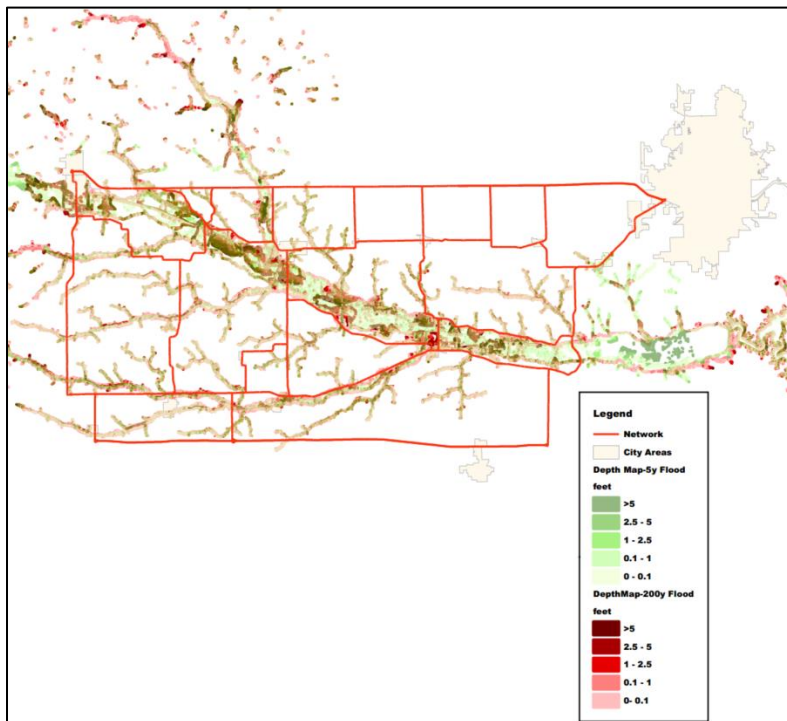 Legend
Network
City Areas
Depth Map-5y Flood
feet
>5
2.5 - 5
1 - 2.5
0.1 - 1
0 - 0.1
DepthMap-200y Flood
feet
>5
2.5 - 5
1 - 2.5
0.1 - 1
0- 0.1